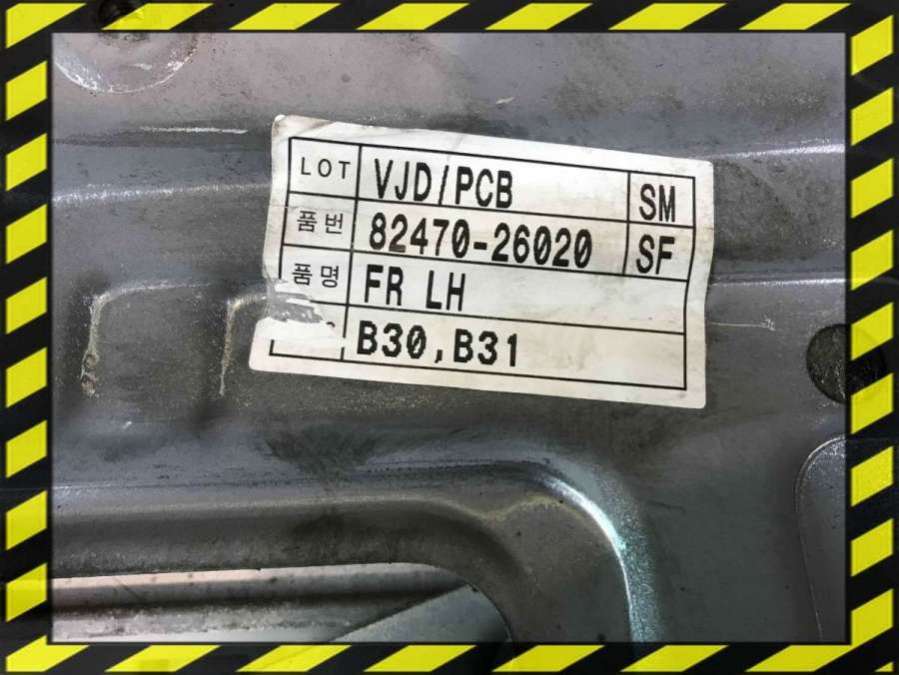 LOT VJD/PCB SM
품번 82470-26020 SF
품명 FR LH
B30,B31